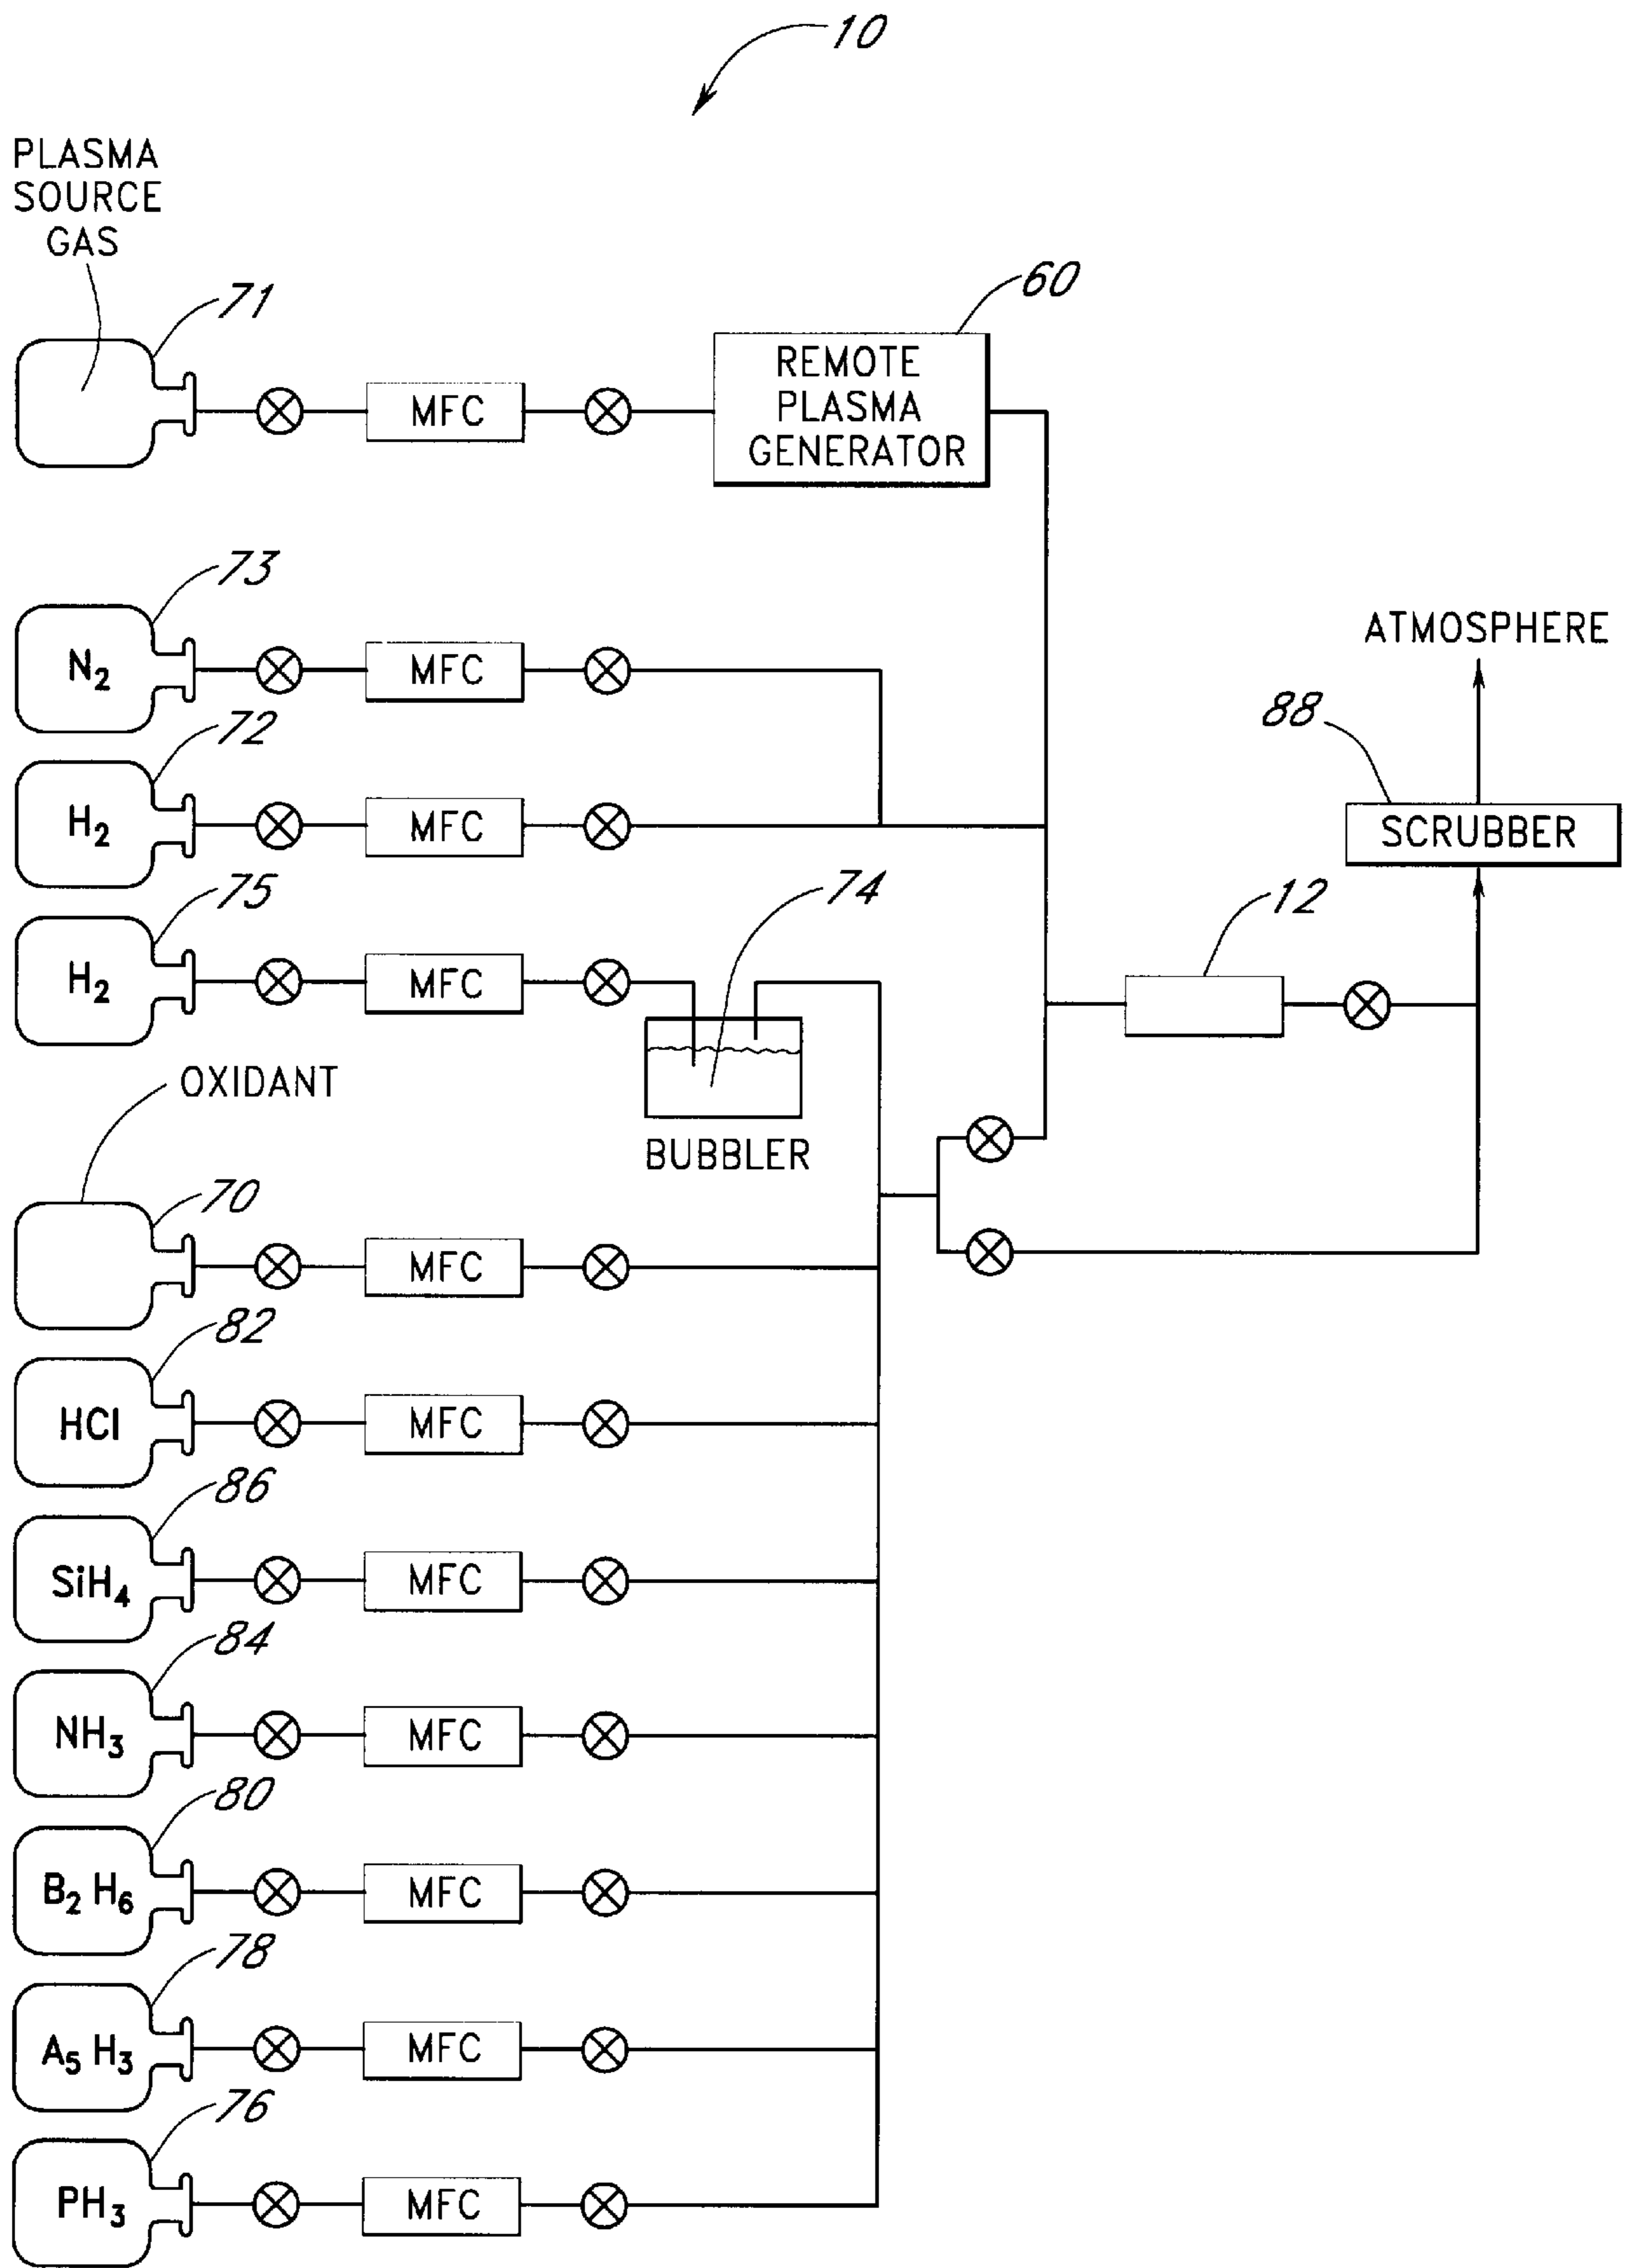 10
PLASMA
SOURCE
GAS
71
MFC
60
REMOTE
PLASMA
GENERATOR
73
N₂
MFC
ATMOSPHERE
72
H₂
MFC
88
SCRUBBER
75
H₂
MFC
74
BUBBLER
12
OXIDANT
70
MFC
82
HCl
MFC
86
SiH₄
MFC
84
NH₃
MFC
80
B₂ H₆
MFC
78
A₅ H₃
MFC
76
PH₃
MFC